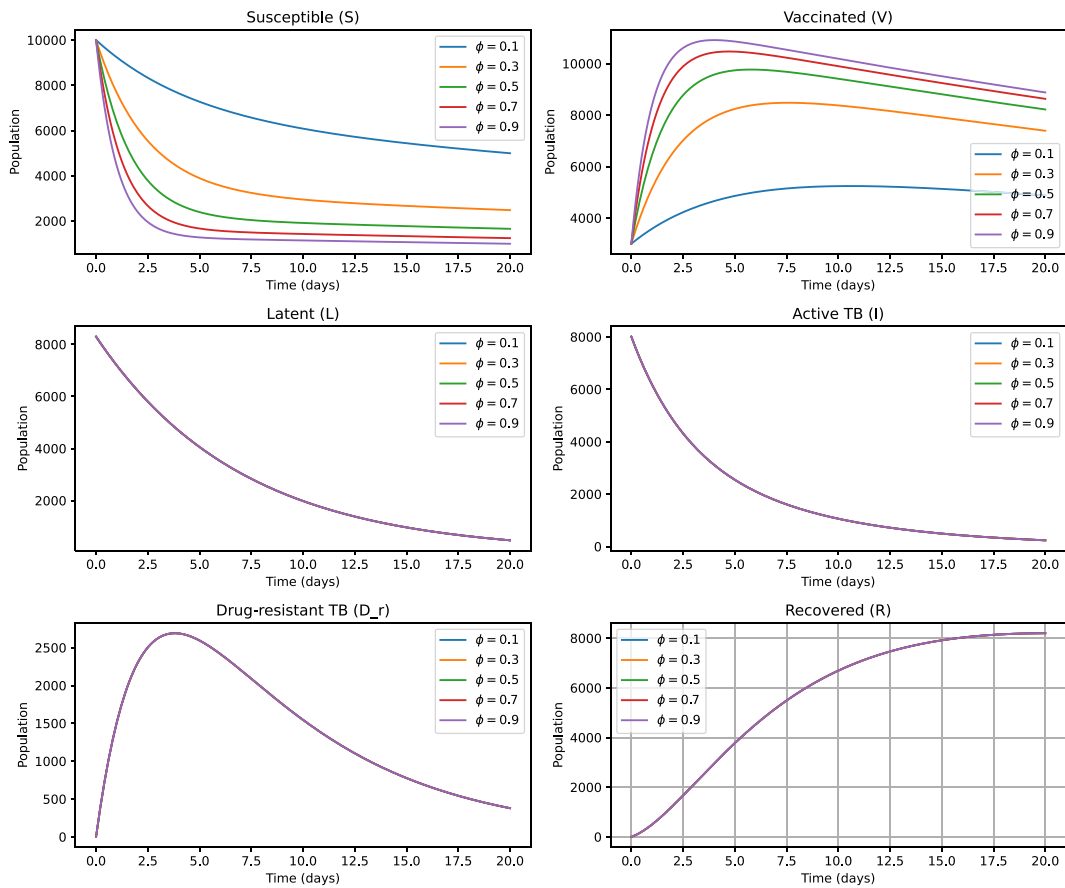 Susceptible (S)
Population
10000
8000
6000
4000
2000
ϕ = 0.1
ϕ = 0.3
ϕ = 0.5
ϕ = 0.7
ϕ = 0.9
0.0 2.5 5.0 7.5 10.0 12.5 15.0 17.5 20.0
Time (days)
Vaccinated (V)
Population
10000
8000
6000
4000
ϕ = 0.1
ϕ = 0.3
ϕ = 0.5
ϕ = 0.7
ϕ = 0.9
0.0 2.5 5.0 7.5 10.0 12.5 15.0 17.5 20.0
Time (days)
Latent (L)
Population
8000
6000
4000
2000
ϕ = 0.1
ϕ = 0.3
ϕ = 0.5
ϕ = 0.7
ϕ = 0.9
0.0 2.5 5.0 7.5 10.0 12.5 15.0 17.5 20.0
Time (days)
Active TB (I)
Population
8000
6000
4000
2000
0
ϕ = 0.1
ϕ = 0.3
ϕ = 0.5
ϕ = 0.7
ϕ = 0.9
0.0 2.5 5.0 7.5 10.0 12.5 15.0 17.5 20.0
Time (days)
Drug-resistant TB (D_r)
Population
2500
2000
1500
1000
500
0
ϕ = 0.1
ϕ = 0.3
ϕ = 0.5
ϕ = 0.7
ϕ = 0.9
0.0 2.5 5.0 7.5 10.0 12.5 15.0 17.5 20.0
Time (days)
Recovered (R)
Population
8000
6000
4000
2000
0
ϕ = 0.1
ϕ = 0.3
ϕ = 0.5
ϕ = 0.7
ϕ = 0.9
0.0 2.5 5.0 7.5 10.0 12.5 15.0 17.5 20.0
Time (days)